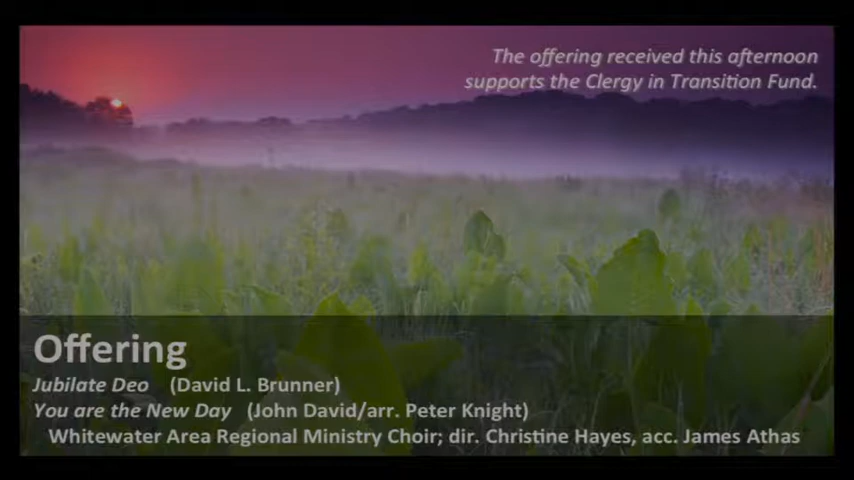 The offering received this afternoon
supports the Clergy in Transition Fund.
Offering
Jubilate Deo (David L. Brunner)
You are the New Day (John David/arr. Peter Knight)
Whitewater Area Regional Ministry Choir; dir. Christine Hayes, acc. James Athas